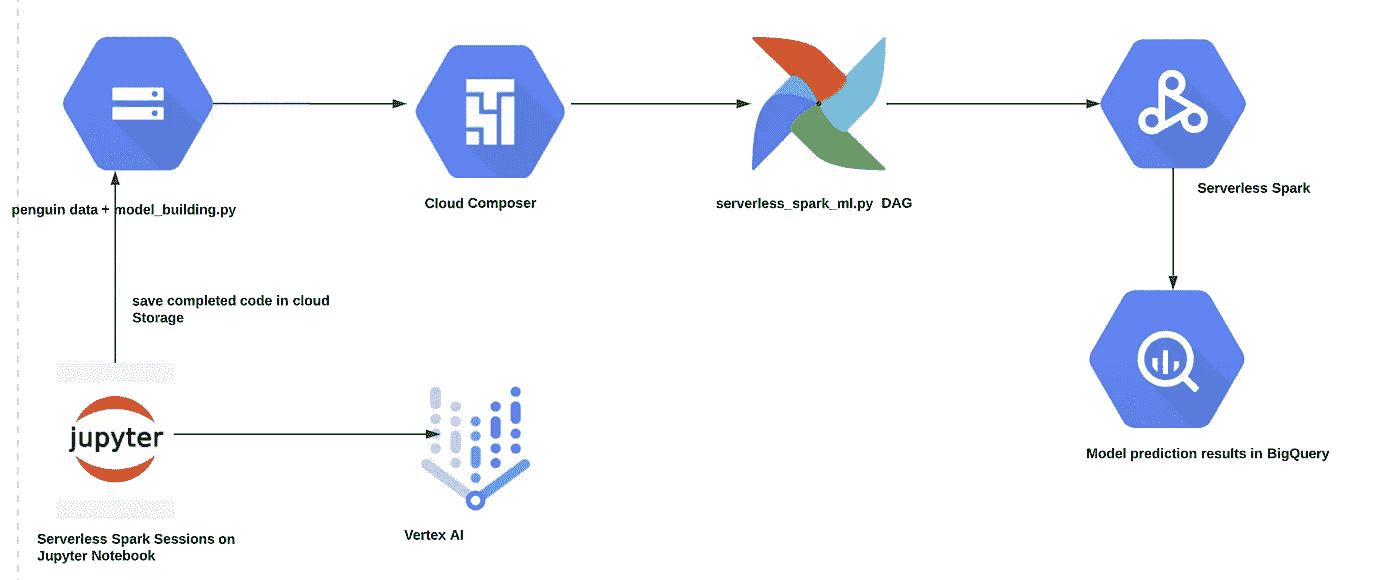 penguin data + model_building.py
Cloud Composer
serverless_spark_ml.py DAG
Serverless Spark
save completed code in cloud
Storage
jupyter
Model prediction results in BigQuery
Serverless Spark Sessions on
Jupyter Notebook
Vertex AI